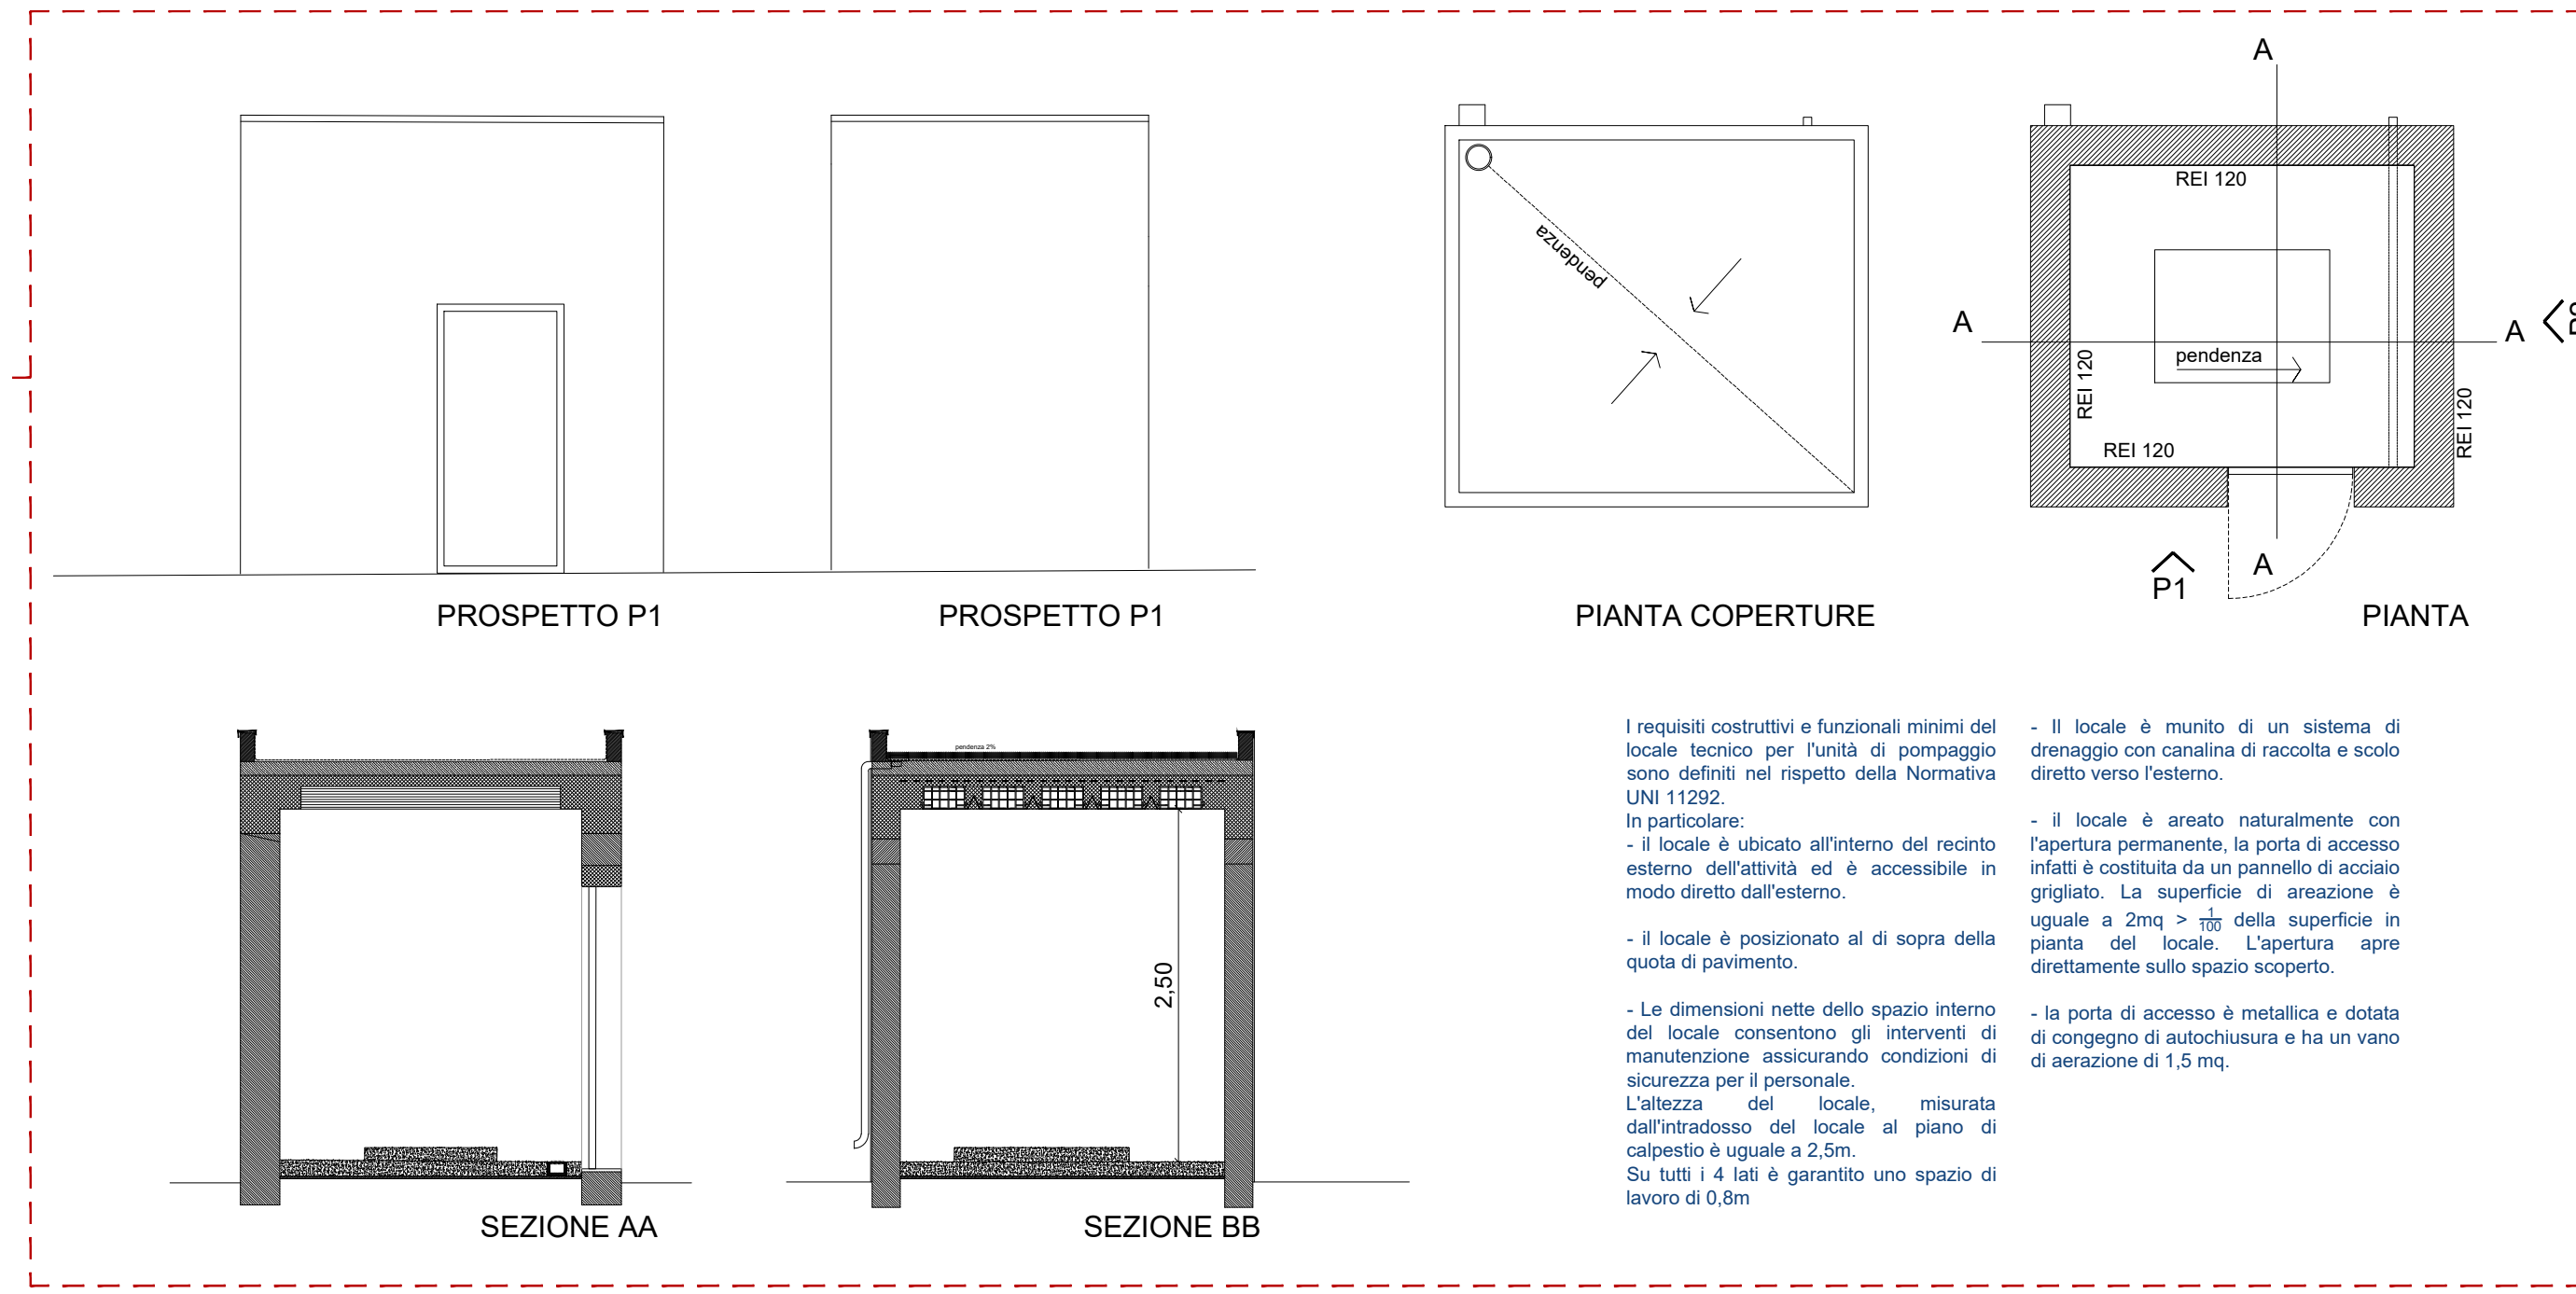 A
REI 120
pendenza
pendenza
A
A
REI 120
REI 120
REI 120
A
P1
PROSPETTO P1
PROSPETTO P1
PIANTA COPERTURE
PIANTA
pendenza 2%
2,50
SEZIONE AA
SEZIONE BB
I requisiti costruttivi e funzionali minimi del
locale tecnico per l'unità di pompaggio
sono definiti nel rispetto della Normativa
UNI 11292.
In particolare:
- il locale è ubicato all'interno del recinto
esterno dell'attività ed è accessibile in
modo diretto dall'esterno.
- il locale è posizionato al di sopra della
quota di pavimento.
- Le dimensioni nette dello spazio interno
del locale consentono gli interventi di
manutenzione assicurando condizioni di
sicurezza per il personale.
L'altezza del locale, misurata
dall'intradosso del locale al piano di
calpestio è uguale a 2,5m.
Su tutti i 4 lati è garantito uno spazio di
lavoro di 0,8m
- Il locale è munito di un sistema di
drenaggio con canalina di raccolta e scolo
diretto verso l'esterno.
- il locale è areato naturalmente con
l'apertura permanente, la porta di accesso
infatti è costituita da un pannello di acciaio
grigliato. La superficie di areazione è
uguale a 2mq > 1/100 della superficie in
pianta del locale. L'apertura apre
direttamente sullo spazio scoperto.
- la porta di accesso è metallica e dotata
di congegno di autochiusura e ha un vano
di aerazione di 1,5 mq.